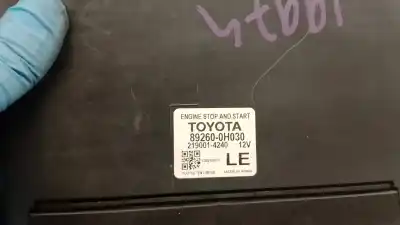 ENGINE STOP AND START
TOYOTA
89260-0H030
219001-4240 12V
LE